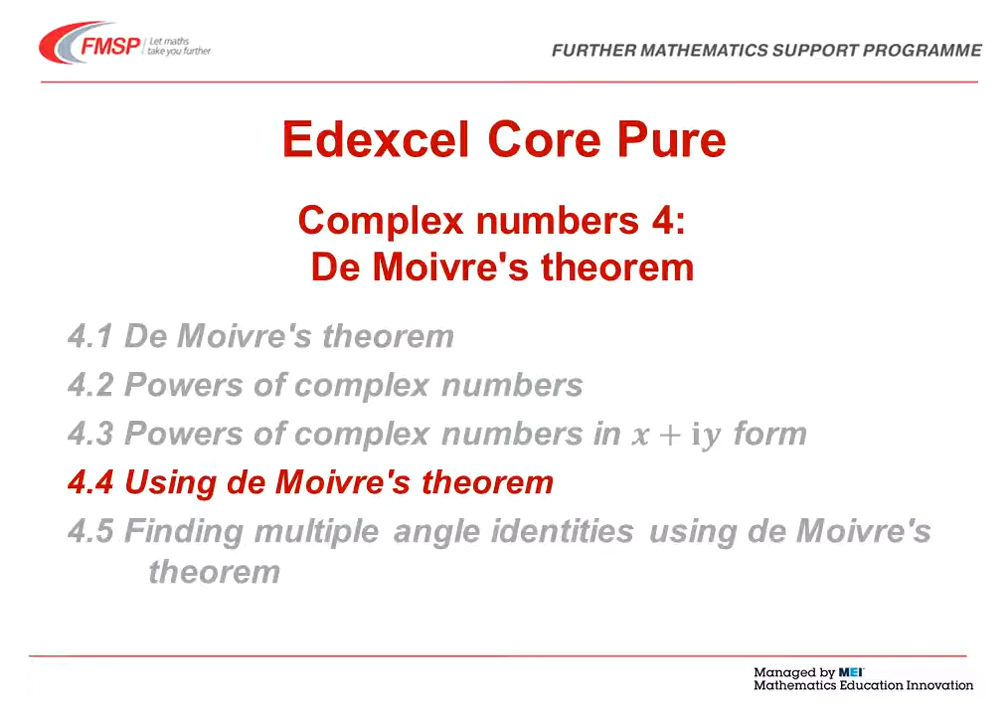 FMSP
Let maths
take you further
FURTHER MATHEMATICS SUPPORT PROGRAMME
Edexcel Core Pure
Complex numbers 4:
De Moivre's theorem
4.1 De Moivre's theorem
4.2 Powers of complex numbers
4.3 Powers of complex numbers in x + iy form
4.4 Using de Moivre's theorem
4.5 Finding multiple angle identities using de Moivre's
theorem
Managed by MEI
Mathematics Education Innovation